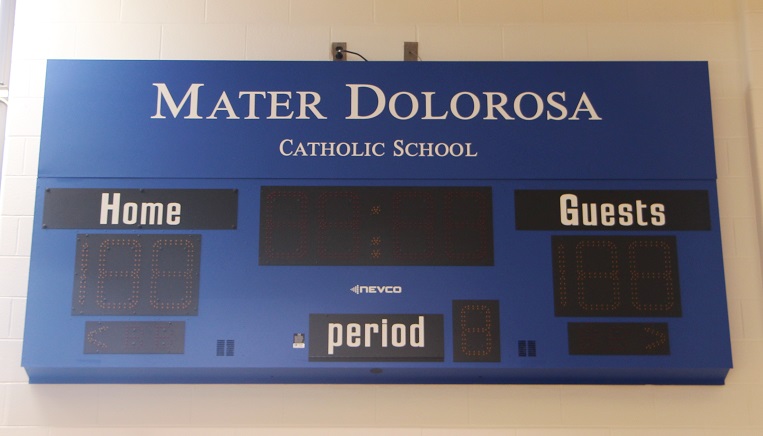 MATER DOLOROSA
CATHOLIC SCHOOL
Home
Guests
NEVCO
period